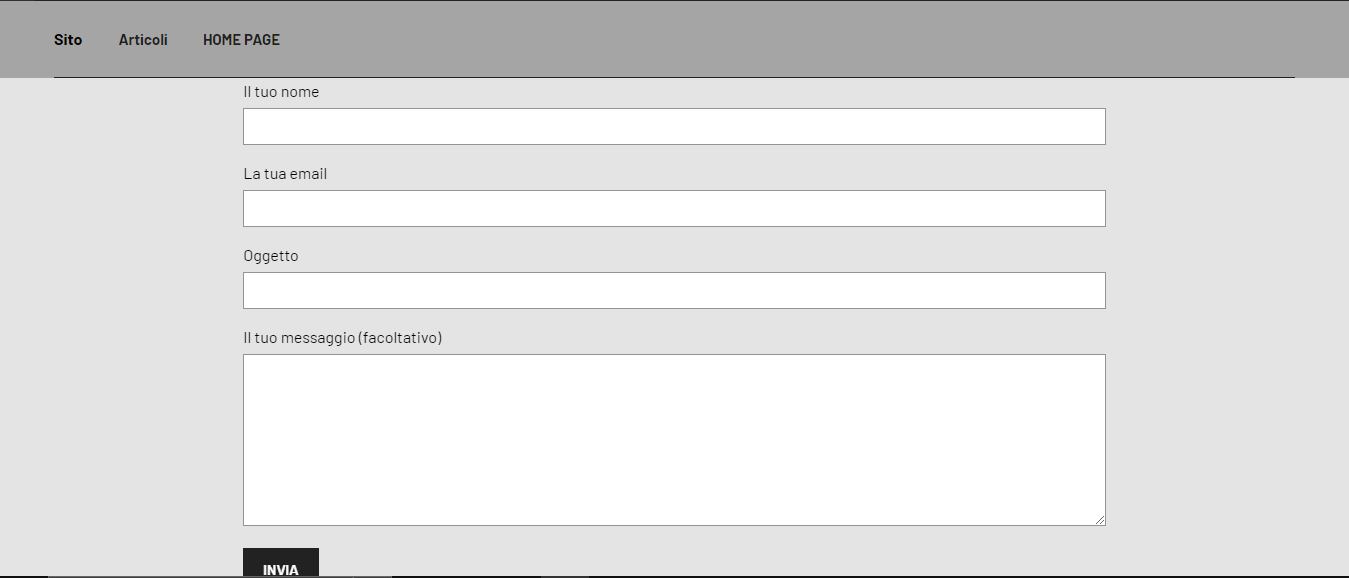 Sito Articoli HOME PAGE
Il tuo nome
La tua email
Oggetto
Il tuo messaggio (facoltativo)
INVIA